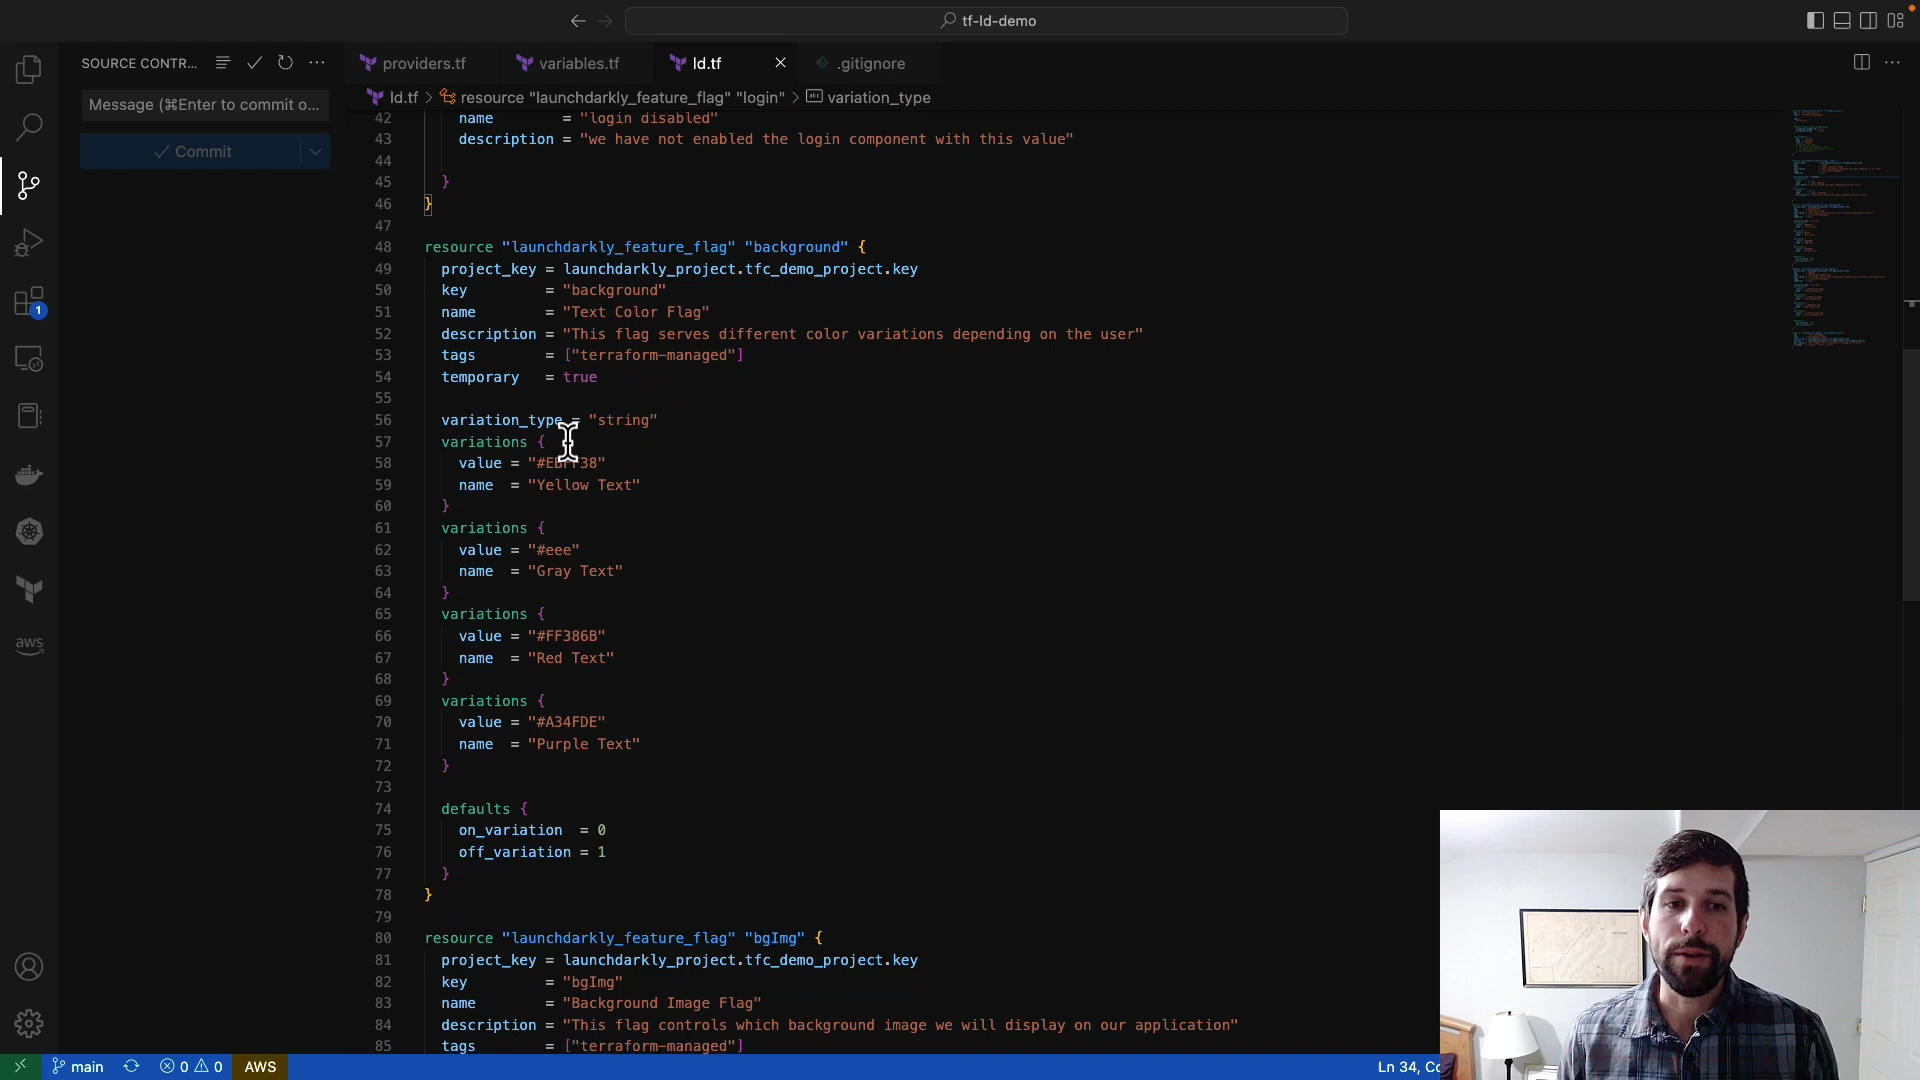 tf-ld-demo
SOURCE CONTR...
providers.tf
variables.tf
ld.tf
.gitignore
Message (⌘Enter to commit o...
ld.tf > resource "launchdarkly_feature_flag" "login" > variation_type
Commit
42 name = "login disabled"
43 description = "we have not enabled the login component with this value"
44
45 }
46 }
47
48 resource "launchdarkly_feature_flag" "background" {
49 project_key = launchdarkly_project.tfc_demo_project.key
50 key = "background"
51 name = "Text Color Flag"
52 description = "This flag serves different color variations depending on the user"
53 tags = ["terraform-managed"]
54 temporary = true
55
56 variation_type = "string"
57 variations {
58 value = "#EBFF38"
59 name = "Yellow Text"
60 }
61 variations {
62 value = "#eee"
63 name = "Gray Text"
64 }
65 variations {
66 value = "#FF386B"
67 name = "Red Text"
68 }
69 variations {
70 value = "#A34FDE"
71 name = "Purple Text"
72 }
73
74 defaults {
75 on_variation = 0
76 off_variation = 1
77 }
78 }
79
80 resource "launchdarkly_feature_flag" "bgImg" {
81 project_key = launchdarkly_project.tfc_demo_project.key
82 key = "bgImg"
83 name = "Background Image Flag"
84 description = "This flag controls which background image we will display on our application"
85 tags = ["terraform-managed"]
1
aws
main
0
0
AWS
Ln 34, Co